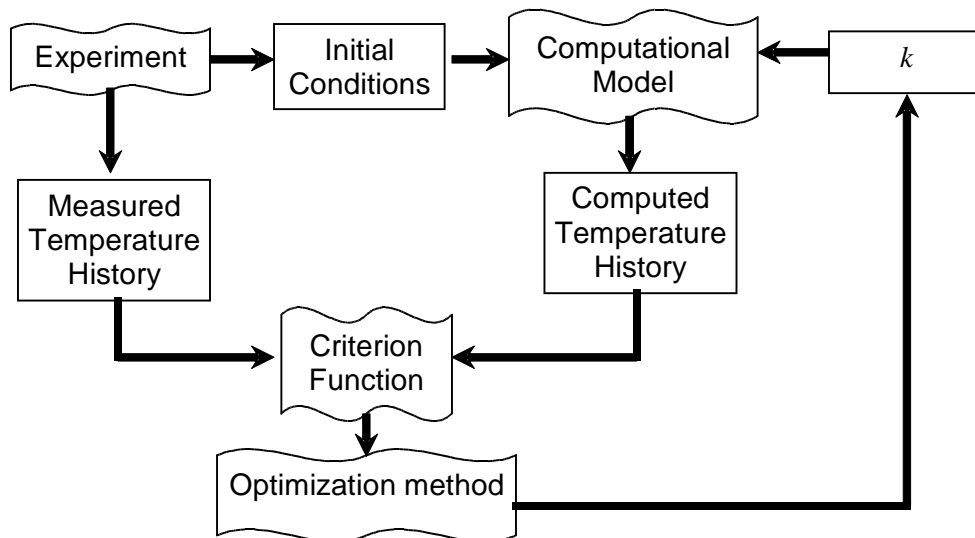 Experiment
Initial
Conditions
Computational
Model
k
Measured
Temperature
History
Computed
Temperature
History
Criterion
Function
Optimization method